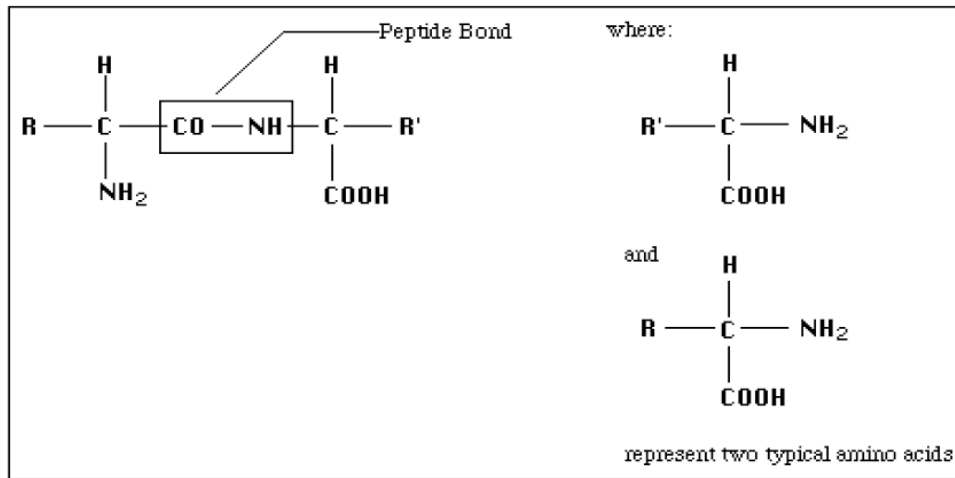 Peptide Bond
H H
R C CO NH C R'
NH₂ COOH
where:
H
R' C NH₂
COOH
and
H
R C NH₂
COOH
represent two typical amino acids